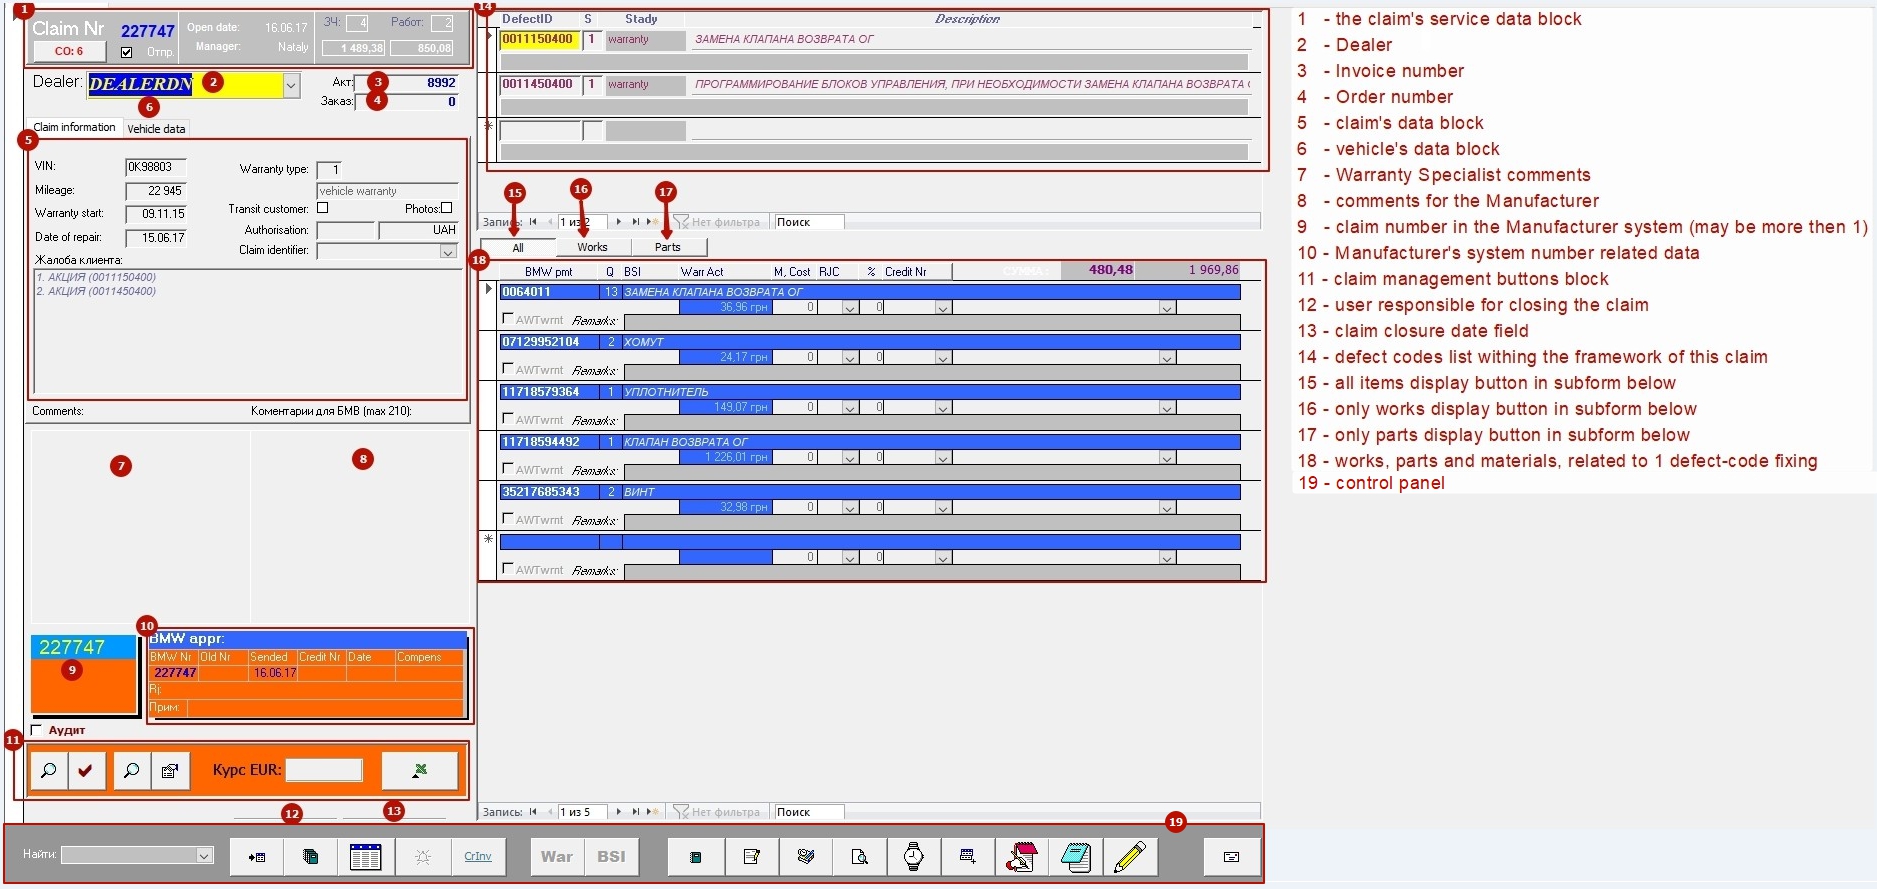 1
Claim Nr 227747
CO: 6
Отпр.
Open date: 16.06.17
Manager: Nataly
ЗЧ: 4 Работ: 2
1 489,38 850,08
Dealer: DEALERDN 2
Акт: 3 8992
Заказ: 4 0
6
Claim information Vehicle data
5
VIN: 0K98803
Mileage: 22 945
Warranty start: 09.11.15
Date of repair: 15.06.17
Warranty type: 1
vehicle warranty
Transit customer: Photos:
Authorisation: UAH
Claim identifier:
Жалоба клиента:
1. АКЦИЯ (0011150400)
2. АКЦИЯ (0011450400)
Comments: Коментарии для БМВ (max 210):
7 8
227747
9
10
BMW appr:
BMW Nr Old Nr Sended Credit Nr Date Compens
227747 16.06.17
Rj:
Прим:
Аудит
11
Курс EUR:
12 13
14
DefectID S Stady Description
0011150400 1 warranty ЗАМЕНА КЛАПАНА ВОЗВРАТА ОГ
0011450400 1 warranty ПРОГРАММИРОВАНИЕ БЛОКОВ УПРАВЛЕНИЯ, ПРИ НЕОБХОДИМОСТИ ЗАМЕНА КЛАПАНА ВОЗВРАТА
15 16 17
Запись: 1 из 2 Нет фильтра Поиск
All Works Parts
18
BMW pmt Q BSI Warr Act M, Cost RJC % Credit Nr СУММА: 480,48 1 969,86
0064011 13 ЗАМЕНА КЛАПАНА ВОЗВРАТА ОГ
36,96 грн 0 0
AWTwrnt Remarks:
07129952104 2 ХОМУТ
24,17 грн 0 0
AWTwrnt Remarks:
11718579364 1 УПЛОТНИТЕЛЬ
149,07 грн 0 0
AWTwrnt Remarks:
11718594492 1 КЛАПАН ВОЗВРАТА ОГ
1 226,01 грн 0 0
AWTwrnt Remarks:
35217685343 2 ВИНТ
32,98 грн 0 0
AWTwrnt Remarks:
0 0
AWTwrnt Remarks:
Запись: 1 из 5 Нет фильтра Поиск
19
Найти: CrInv War BSI
1 - the claim's service data block
2 - Dealer
3 - Invoice number
4 - Order number
5 - claim's data block
6 - vehicle's data block
7 - Warranty Specialist comments
8 - comments for the Manufacturer
9 - claim number in the Manufacturer system (may be more then 1)
10 - Manufacturer's system number related data
11 - claim management buttons block
12 - user responsible for closing the claim
13 - claim closure date field
14 - defect codes list withing the framework of this claim
15 - all items display button in subform below
16 - only works display button in subform below
17 - only parts display button in subform below
18 - works, parts and materials, related to 1 defect-code fixing
19 - control panel